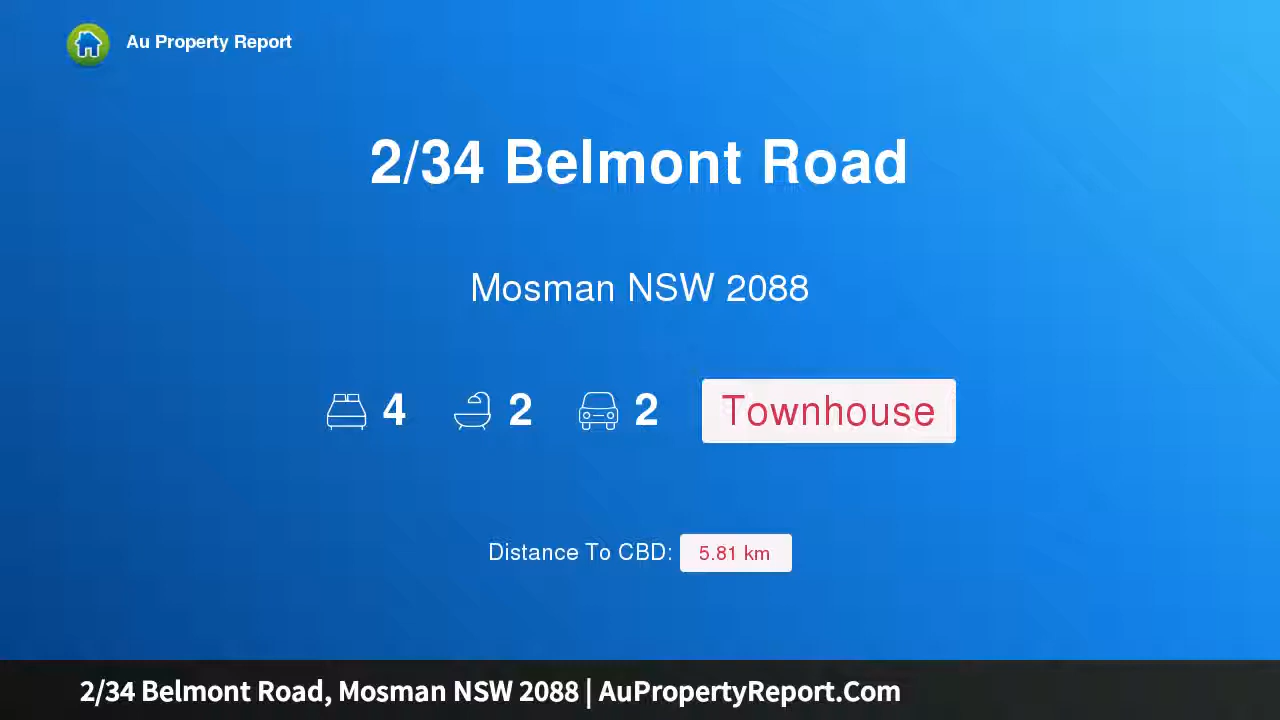 Au Property Report
2/34 Belmont Road
Mosman NSW 2088
4 2 2 Townhouse
Distance To CBD: 5.81 km
2/34 Belmont Road, Mosman NSW 2088 | AuPropertyReport.Com